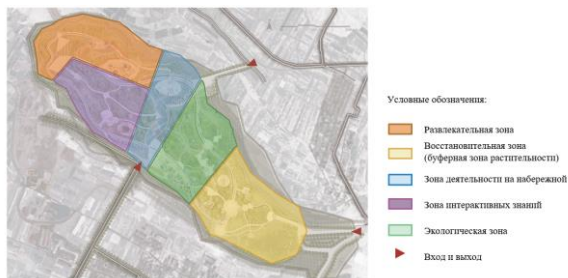 Условные обозначения:
Развлекательная зона
Восстановительная зона
(буферная зона растительности)
Зона деятельности на набережной
Зона интерактивных знаний
Экологическая зона
Вход и выход